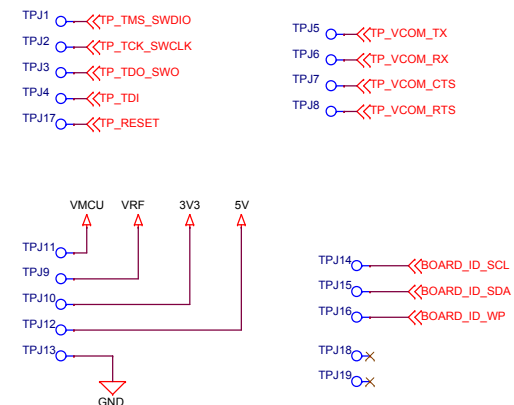 TPJ1 TP_TMS_SWDIO
TPJ2 TP_TCK_SWCLK
TPJ3 TP_TDO_SWO
TPJ4 TP_TDI
TPJ17 TP_RESET
TPJ5 TP_VCOM_TX
TPJ6 TP_VCOM_RX
TPJ7 TP_VCOM_CTS
TPJ8 TP_VCOM_RTS
VMCU VRF 3V3 5V
TPJ11
TPJ9
TPJ10
TPJ12
TPJ13
GND
TPJ14 BOARD_ID_SCL
TPJ15 BOARD_ID_SDA
TPJ16 BOARD_ID_WP
TPJ18
TPJ19